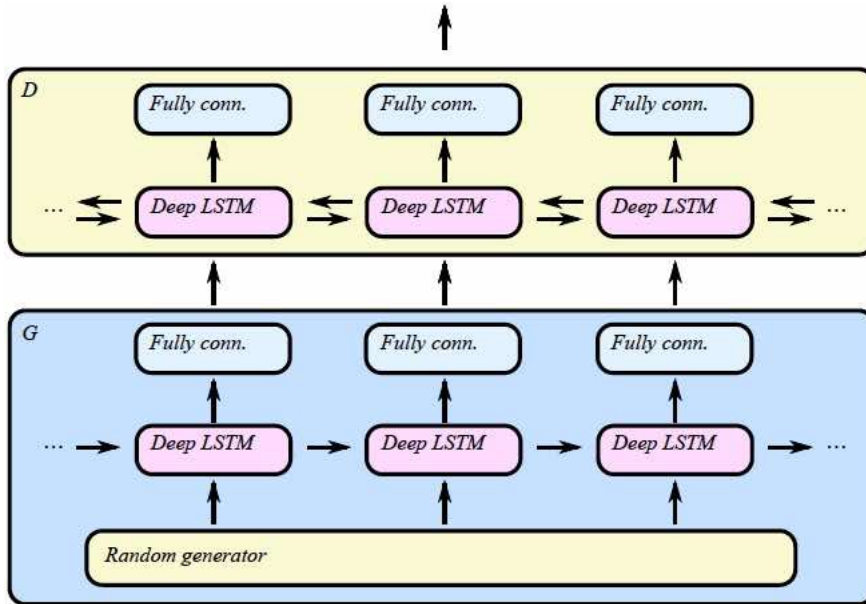 D
Fully conn. Fully conn. Fully conn.
... Deep LSTM Deep LSTM Deep LSTM ...
G
Fully conn. Fully conn. Fully conn.
... Deep LSTM Deep LSTM Deep LSTM ...
Random generator